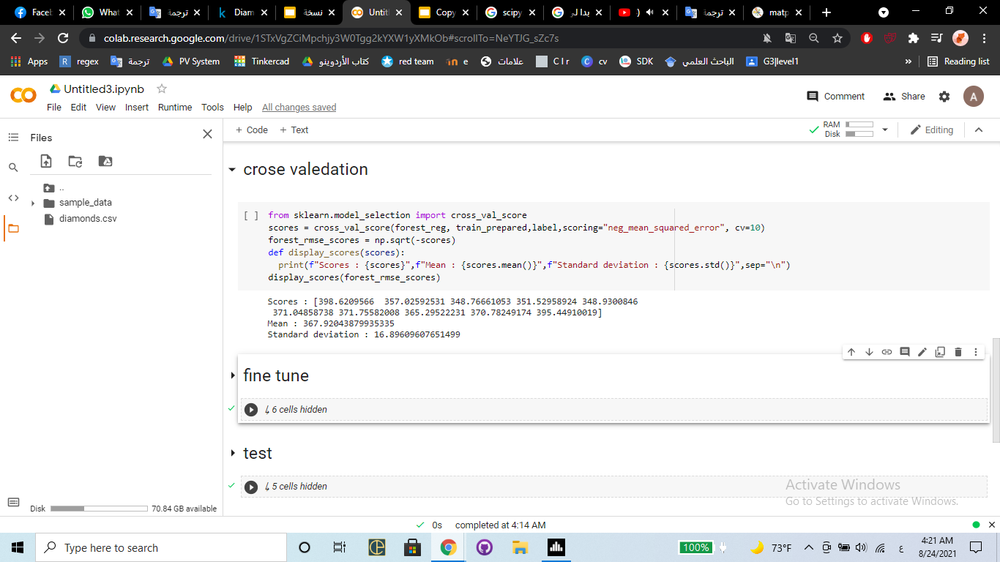 Facel
What
ترجمة
Diam
نسخة
Untitl
Copy
scipy
بدا لـ
ترجمة
matp
colab.research.google.com/drive/1STxVgZCiMpchjy3W0Tgg2kYXW1yXMkOb#scrollTo=NeYTJG_sZc7s
Apps
R regex
ترجمة
PV System
Tinkercad
كتاب الأردوينو
red team
e
علامات
C l r
cv
SDK
الباحث العلمي
G3|level1
»
Reading list
Untitled3.ipynb
Comment
Share
A
File Edit View Insert Runtime Tools Help All changes saved
Files
+ Code + Text
RAM
Disk
Editing
..
sample_data
diamonds.csv
crose valedation
[ ] from sklearn.model_selection import cross_val_score
scores = cross_val_score(forest_reg, train_prepared,label,scoring="neg_mean_squared_error", cv=10)
forest_rmse_scores = np.sqrt(-scores)
def display_scores(scores):
print(f"Scores : {scores}",f"Mean : {scores.mean()}",f"Standard deviation : {scores.std()}",sep="\n")
display_scores(forest_rmse_scores)
Scores : [398.6209566 357.02592531 348.76661053 351.52958924 348.9300846
371.04858738 371.75582008 365.29522231 370.78249174 395.44910019]
Mean : 367.92043879935335
Standard deviation : 16.89609607651499
fine tune
6 cells hidden
test
5 cells hidden
Activate Windows
Go to Settings to activate Windows.
Disk 70.84 GB available
0s completed at 4:14 AM
Type here to search
100%
73°F
ع
4:21 AM
8/24/2021